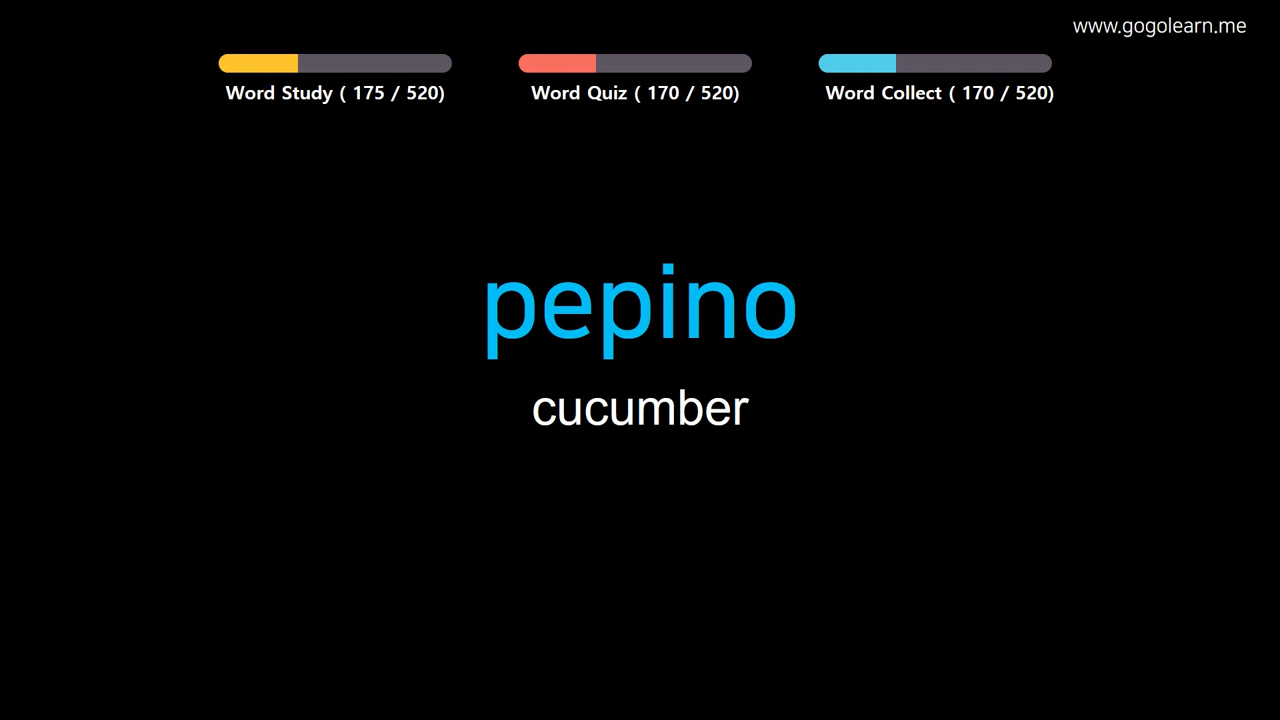 www.gogolearn.me
Word Study ( 175 / 520)
Word Quiz ( 170 / 520)
Word Collect ( 170 / 520)
pepino
cucumber